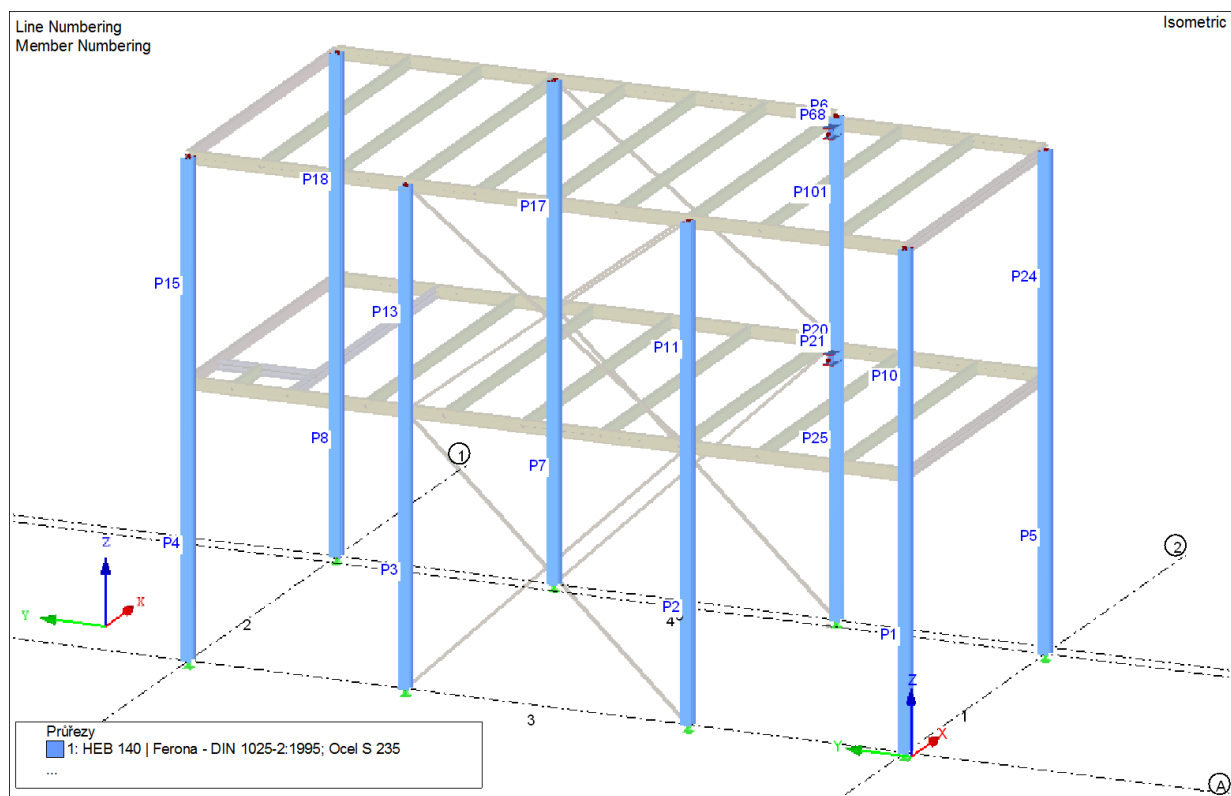 Line Numbering
Member Numbering
Isometric
P6
P68
P18
P101
P17
P15
P24
P13
P20
P21
P11
P10
P8
P25
1
P7
P5
2
P4
P3
Z
P2
X
Y
4
P1
2
Z
1
3
X
Y
A
Průřezy
1: HEB 140 | Ferona - DIN 1025-2:1995; Ocel S 235
...